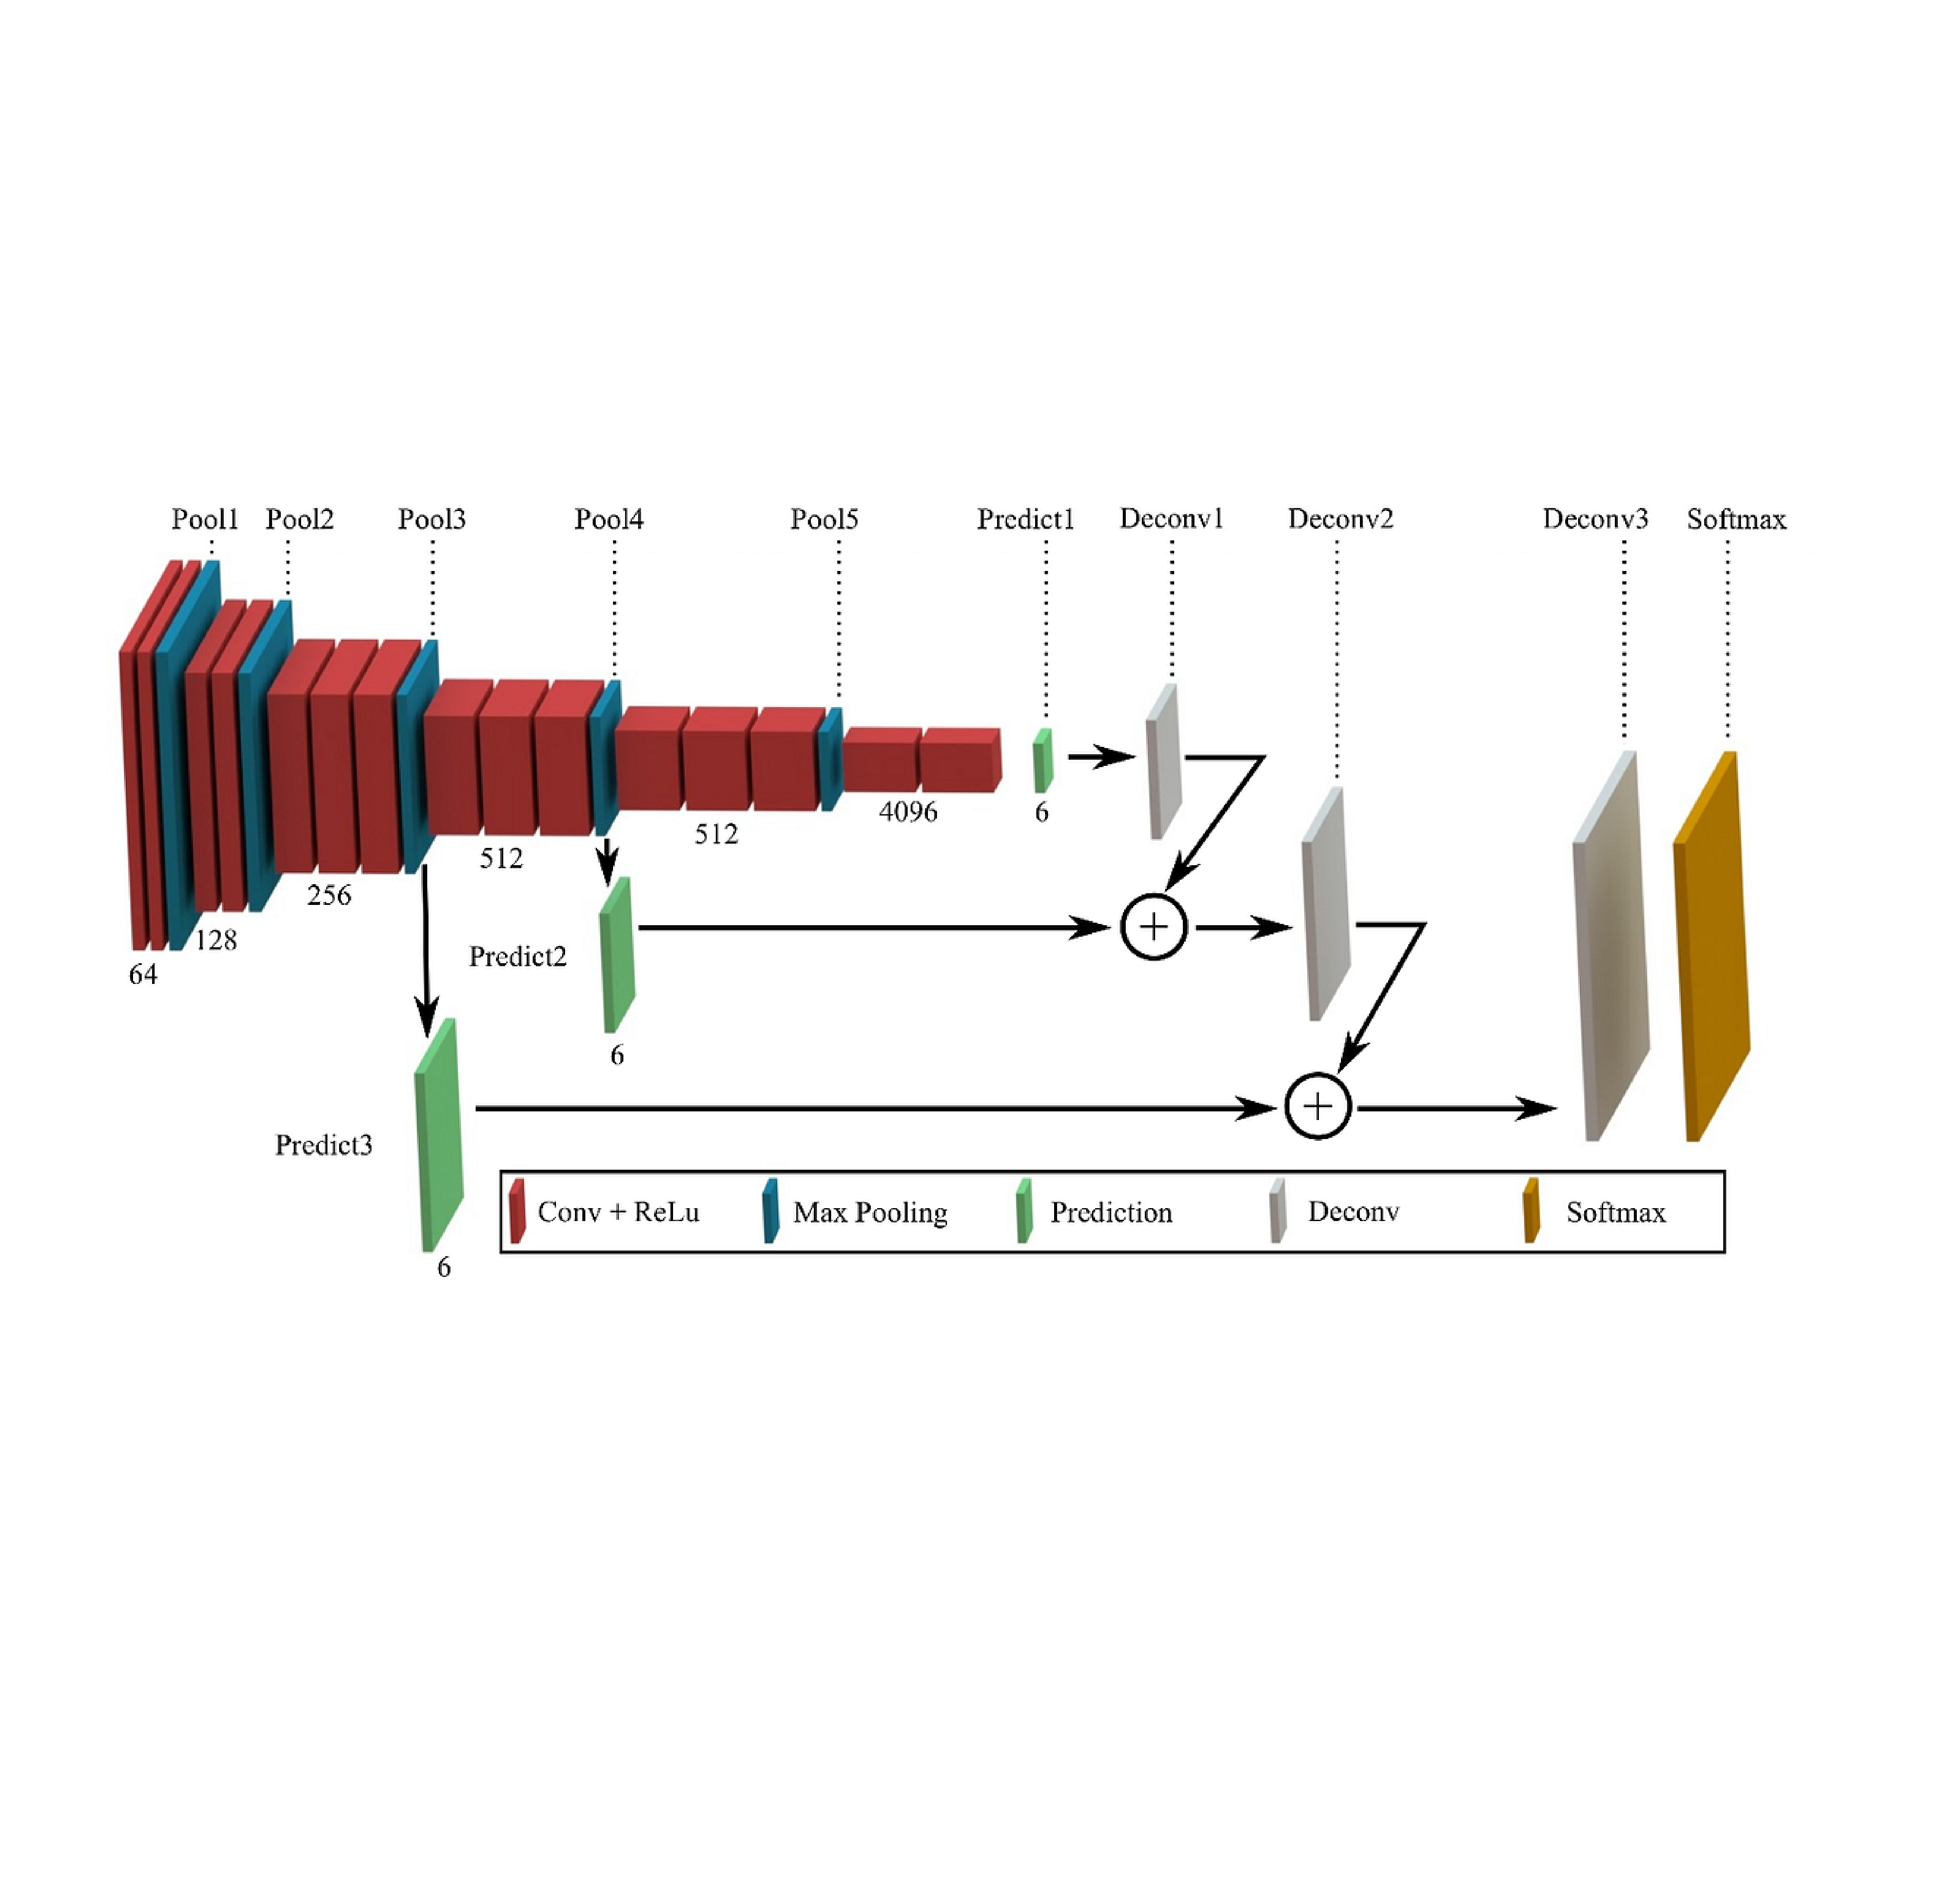 Pool1 Pool2 Pool3 Pool4 Pool5 Predict1 Deconv1 Deconv2 Deconv3 Softmax
4096 6
512
512
256
128
Predict2
64
6
Predict3
Conv + ReLu Max Pooling Prediction Deconv Softmax
6